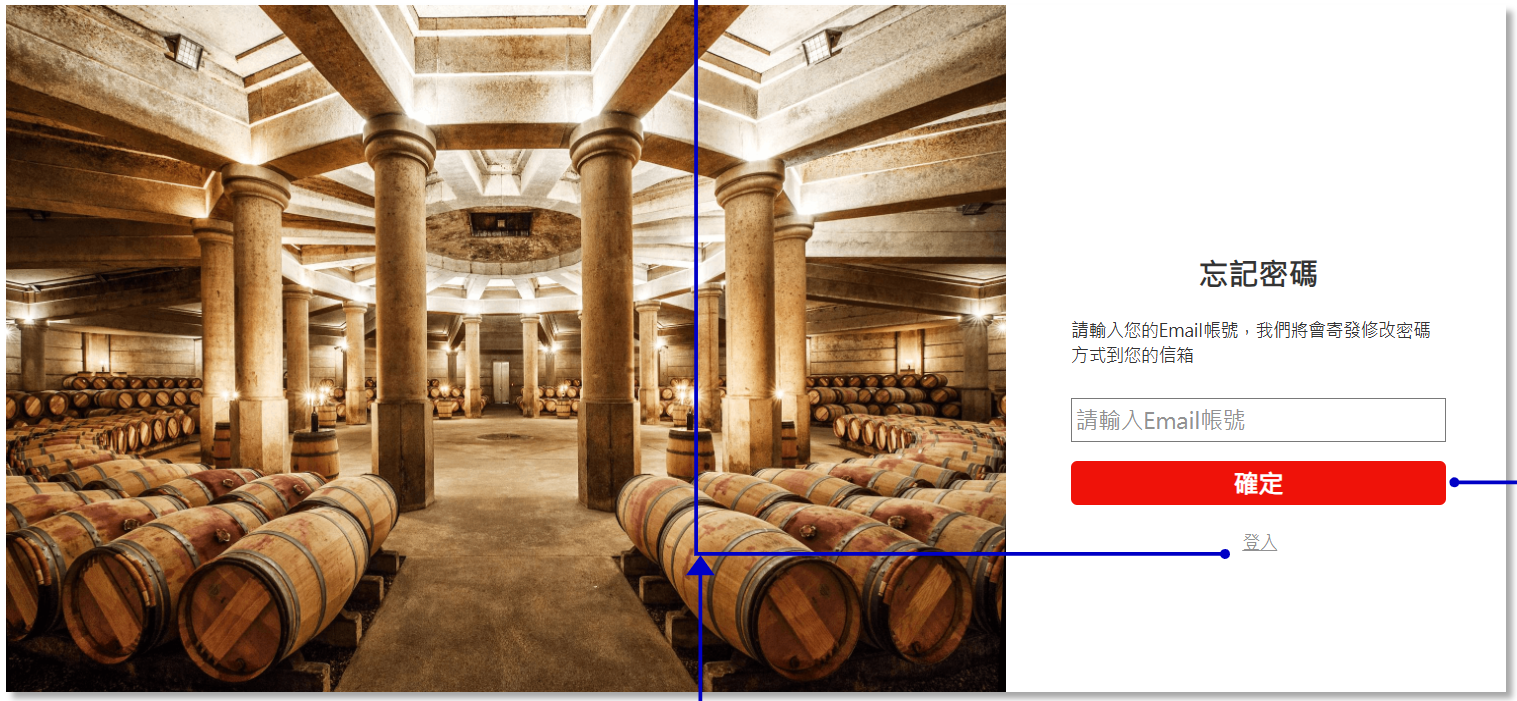 忘記密碼
請輸入您的Email帳號，我們將會寄發修改密碼
方式到您的信箱
請輸入Email帳號
確定
登入